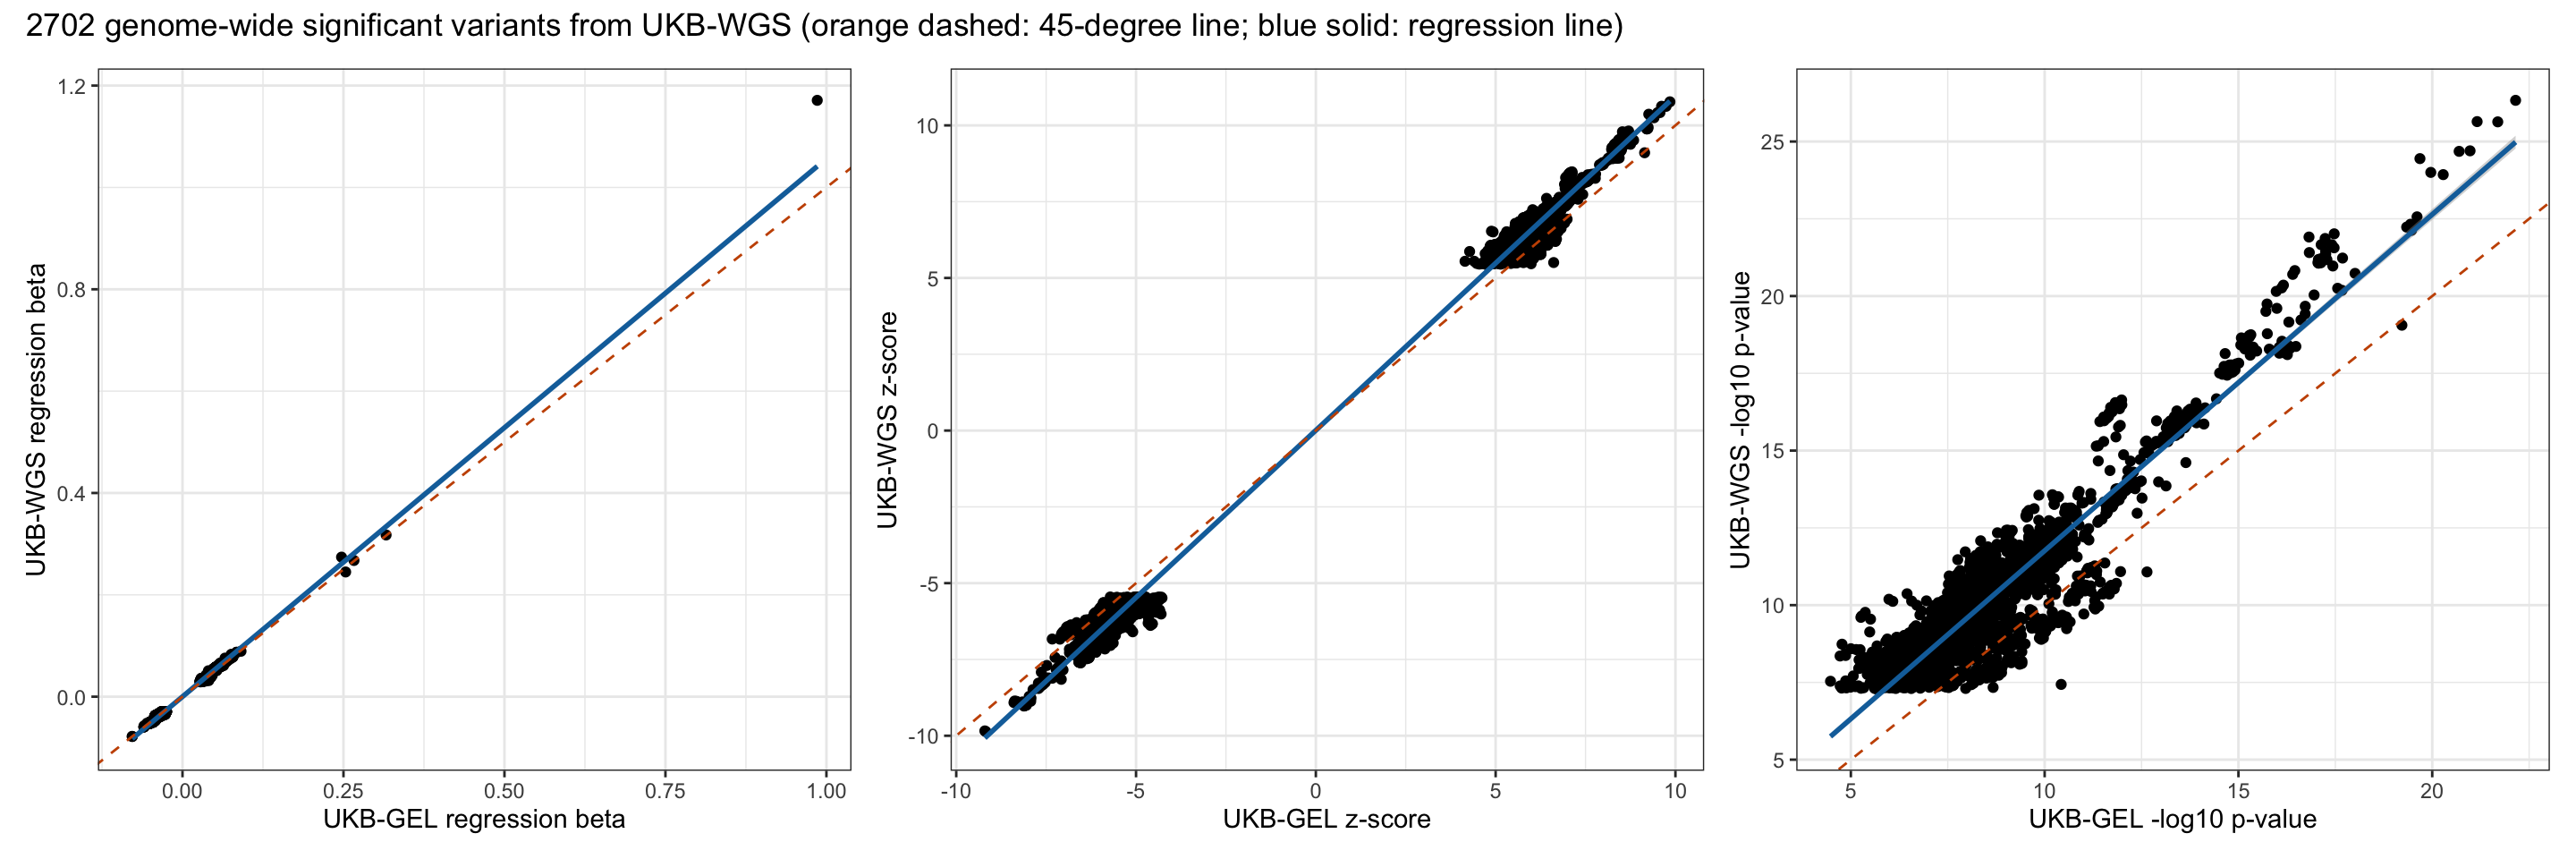 2702 genome-wide significant variants from UKB-WGS (orange dashed: 45-degree line; blue solid: regression line)
UKB-WGS regression beta
1.2
0.8
0.4
0.0
0.00 0.25 0.50 0.75 1.00
UKB-GEL regression beta
UKB-WGS z-score
10
5
0
-5
-10
-10 -5 0 5 10
UKB-GEL z-score
UKB-WGS -log10 p-value
25
20
15
10
5
5 10 15 20
UKB-GEL -log10 p-value